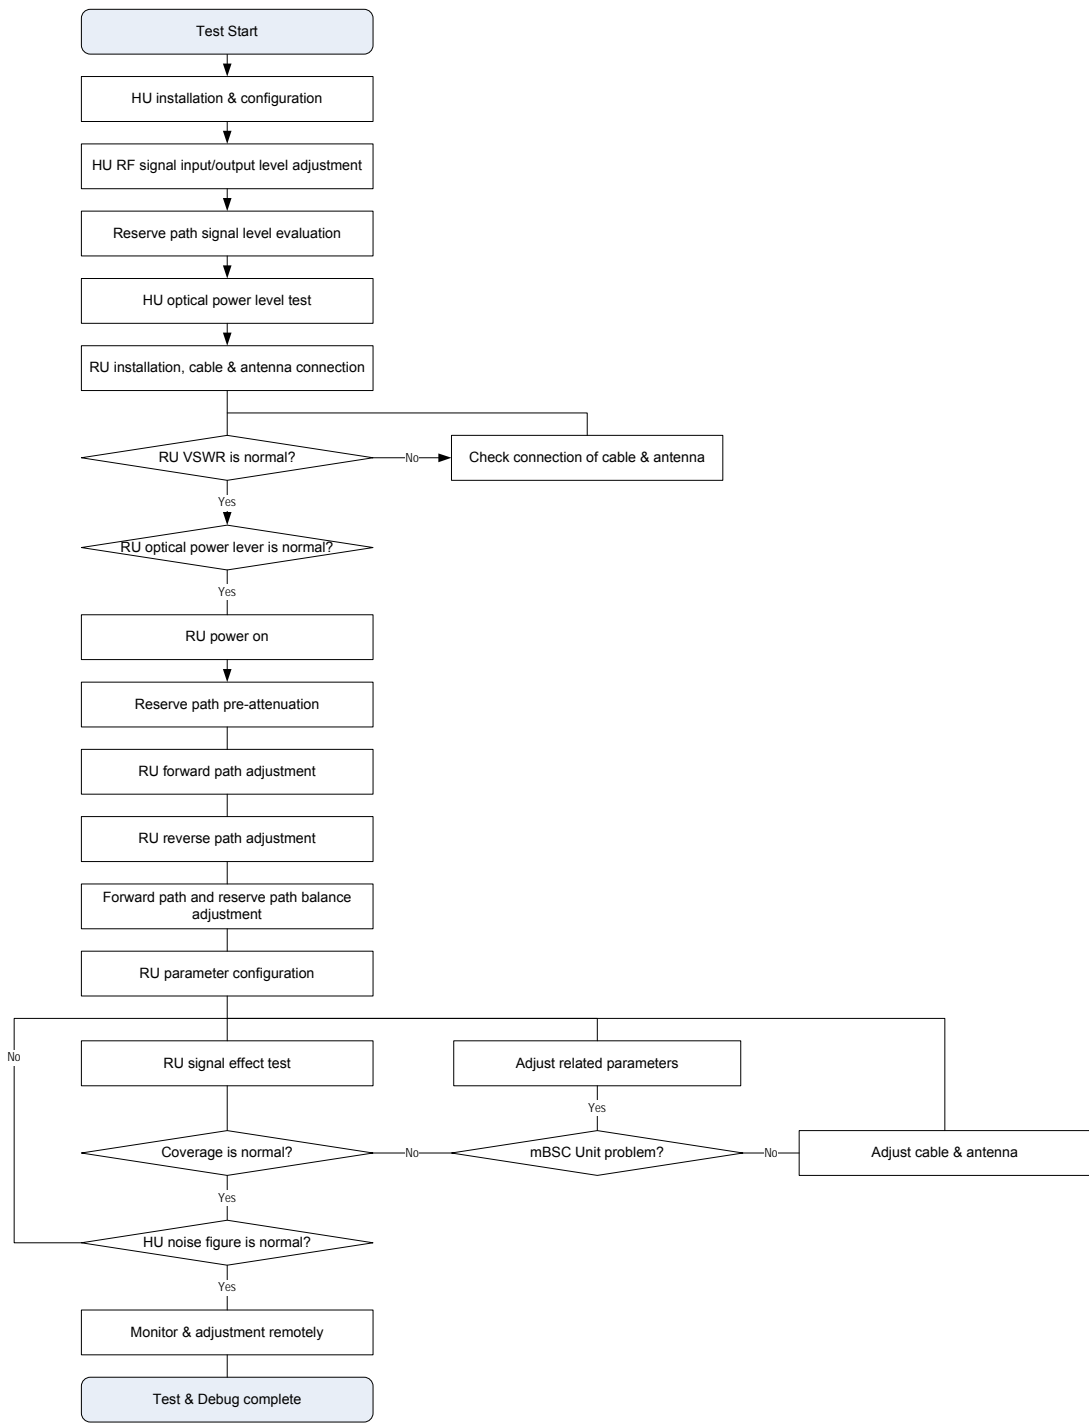 Test Start
HU installation & configuration
HU RF signal input/output level adjustment
Reserve path signal level evaluation
HU optical power level test
RU installation, cable & antenna connection
RU VSWR is normal?
No
Check connection of cable & antenna
Yes
RU optical power lever is normal?
Yes
RU power on
Reserve path pre-attenuation
RU forward path adjustment
RU reverse path adjustment
Forward path and reserve path balance
adjustment
RU parameter configuration
No
RU signal effect test
Adjust related parameters
Yes
Coverage is normal?
No
mBSC Unit problem?
No
Adjust cable & antenna
Yes
HU noise figure is normal?
Yes
Monitor & adjustment remotely
Test & Debug complete